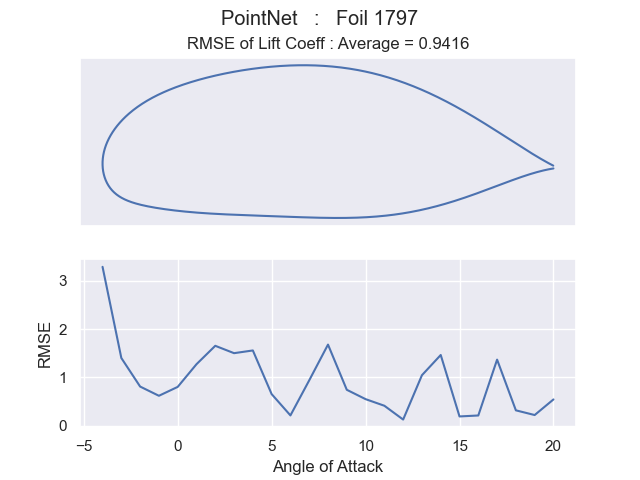 PointNet : Foil 1797
RMSE of Lift Coeff : Average = 0.9416
3
2
1
0
RMSE
−5 0 5 10 15 20
Angle of Attack